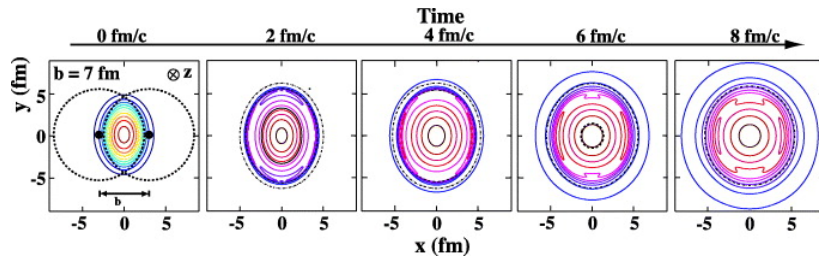 Time
0 fm/c 2 fm/c 4 fm/c 6 fm/c 8 fm/c
b = 7 fm ⊗ z
y (fm)
5
0
-5
b
-5 0 5 -5 0 5 -5 0 5 -5 0 5 -5 0 5
x (fm)